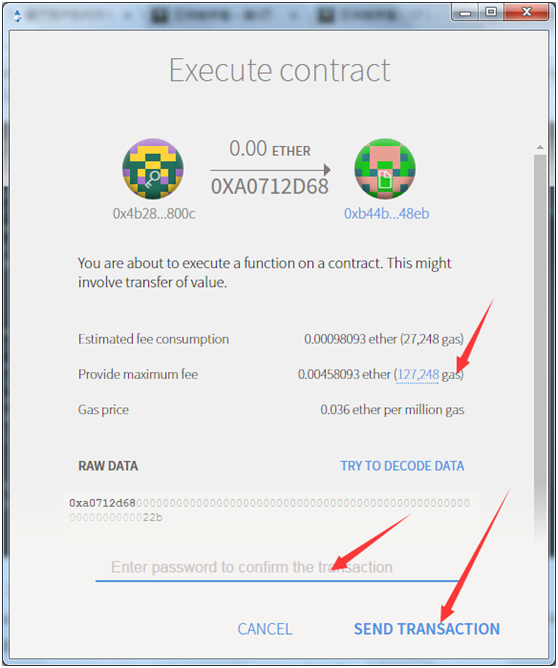 Execute contract
0.00 ETHER
0XA0712D68
0x4b28...800c
0xb44b...48eb
You are about to execute a function on a contract. This might
involve transfer of value.
Estimated fee consumption 0.00098093 ether (27,248 gas)
Provide maximum fee 0.00458093 ether (127,248 gas)
Gas price 0.036 ether per million gas
RAW DATA TRY TO DECODE DATA
0xa0712d680000000000000000000000000000000000000000000000000
00000000000022b
Enter password to confirm the transaction
CANCEL SEND TRANSACTION